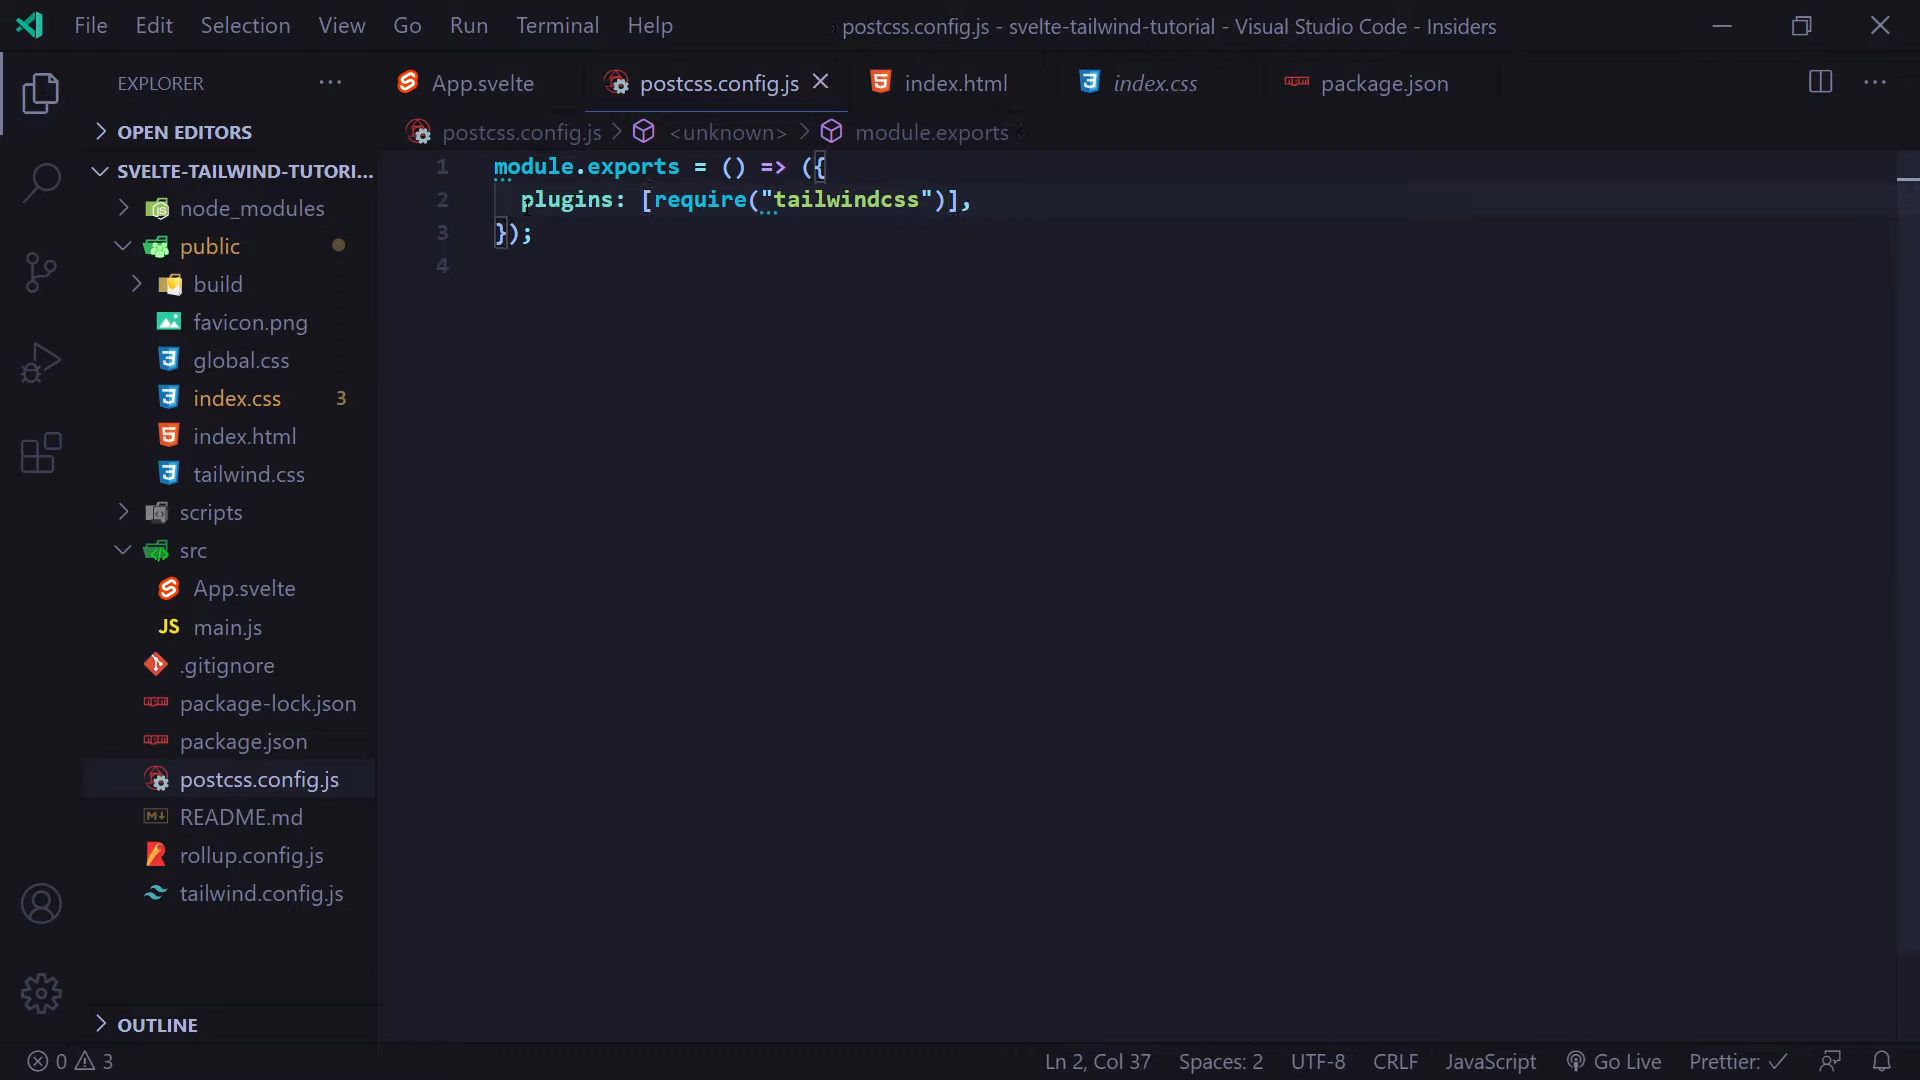 File Edit Selection View Go Run Terminal Help postcss.config.js - svelte-tailwind-tutorial - Visual Studio Code - Insiders
EXPLORER
OPEN EDITORS
SVELTE-TAILWIND-TUTORI...
node_modules
public
build
favicon.png
global.css
index.css 3
index.html
tailwind.css
scripts
src
App.svelte
JS main.js
.gitignore
package-lock.json
package.json
postcss.config.js
README.md
rollup.config.js
tailwind.config.js
OUTLINE
App.svelte postcss.config.js index.html index.css package.json
postcss.config.js > <unknown> > module.exports
1 module.exports = () => ({
2 plugins: [require("tailwindcss")],
3 });
4
0 3 Ln 2, Col 37 Spaces: 2 UTF-8 CRLF JavaScript Go Live Prettier: ✓